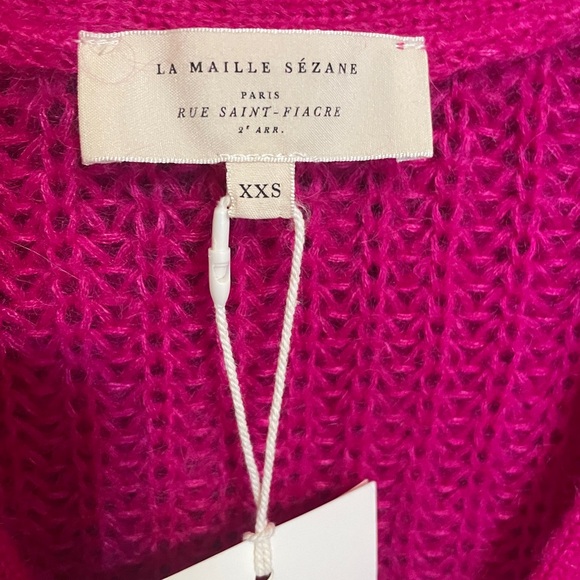 LA MAILLE SÉZANE
PARIS
RUE SAINT-FIACRE
2ᵉ ARR.
XXS